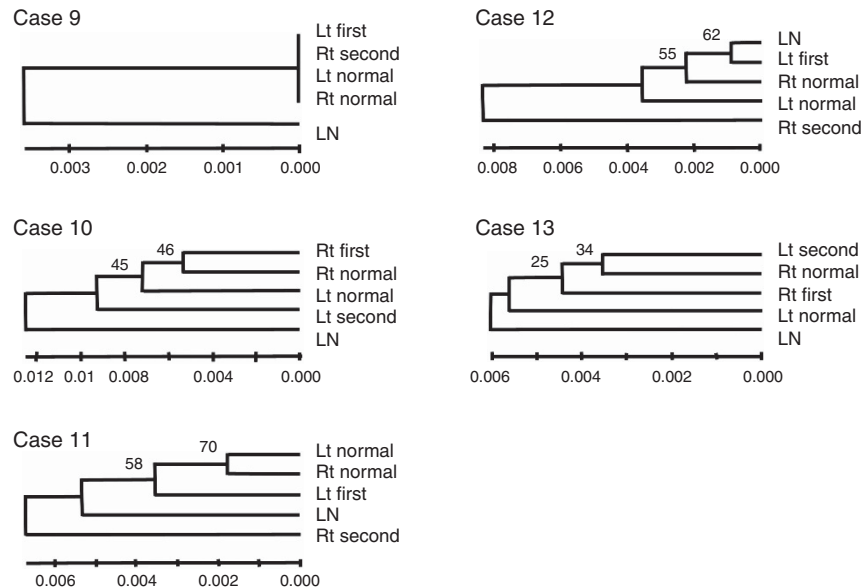 Case 9
Lt first
Rt second
Lt normal
Rt normal
LN
0.003 0.002 0.001 0.000
Case 10
46
45
Rt first
Rt normal
Lt normal
Lt second
LN
0.012 0.01 0.008 0.004 0.000
Case 11
70
58
Lt normal
Rt normal
Lt first
LN
Rt second
0.006 0.004 0.002 0.000
Case 12
62
55
LN
Lt first
Rt normal
Lt normal
Rt second
0.008 0.006 0.004 0.002 0.000
Case 13
34
25
Lt second
Rt normal
Rt first
Lt normal
LN
0.006 0.004 0.002 0.000